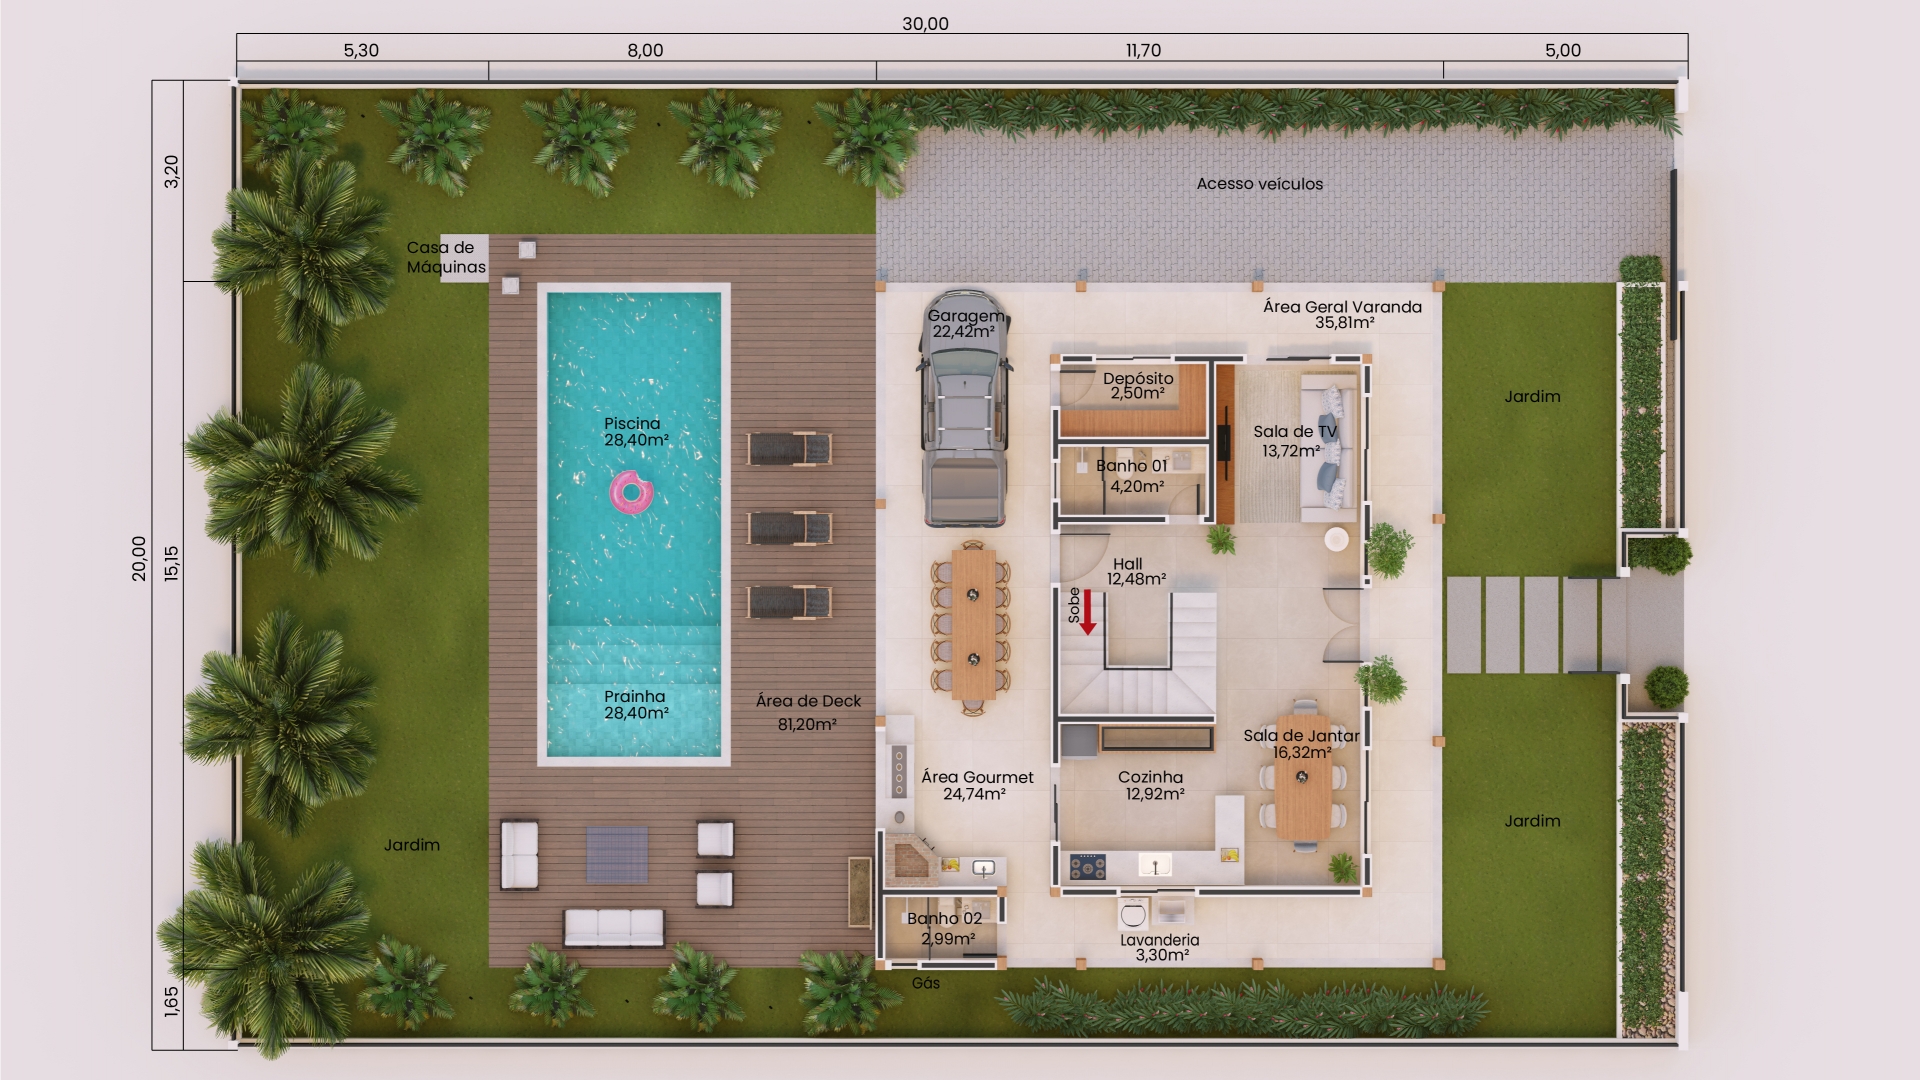 30,00
5,30
8,00
11,70
5,00
3,20
20,00
15,15
1,65
Acesso veículos
Casa de
Máquinas
Garagem
22,42m²
Área Geral Varanda
35,81m²
Depósito
2,50m²
Jardim
Piscina
28,40m²
Sala de TV
13,72m²
Banho 01
4,20m²
Hall
12,48m²
Sobe
Prainha
28,40m²
Área de Deck
81,20m²
Sala de Jantar
16,32m²
Área Gourmet
24,74m²
Cozinha
12,92m²
Jardim
Jardim
Banho 02
2,99m²
Lavanderia
3,30m²
Gás